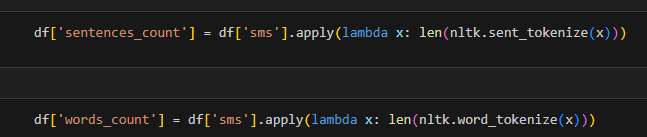 df['sentences_count'] = df['sms'].apply(lambda x: len(nltk.sent_tokenize(x)))
df['words_count'] = df['sms'].apply(lambda x: len(nltk.word_tokenize(x)))